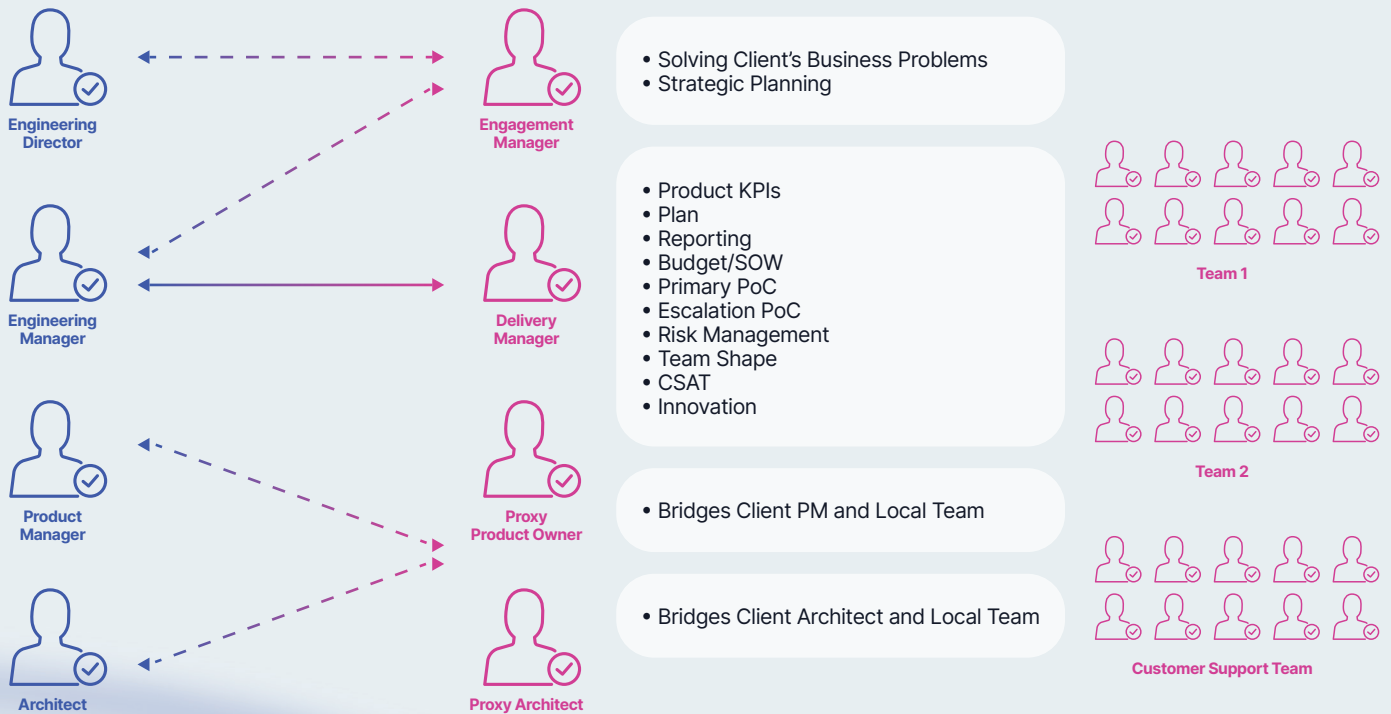 Engineering
Director
Engagement
Manager
• Solving Client’s Business Problems
• Strategic Planning
Engineering
Manager
Delivery
Manager
• Product KPIs
• Plan
• Reporting
• Budget/SOW
• Primary PoC
• Escalation PoC
• Risk Management
• Team Shape
• CSAT
• Innovation
Product
Manager
Proxy
Product Owner
• Bridges Client PM and Local Team
Architect
Proxy Architect
• Bridges Client Architect and Local Team
Team 1
Team 2
Customer Support Team